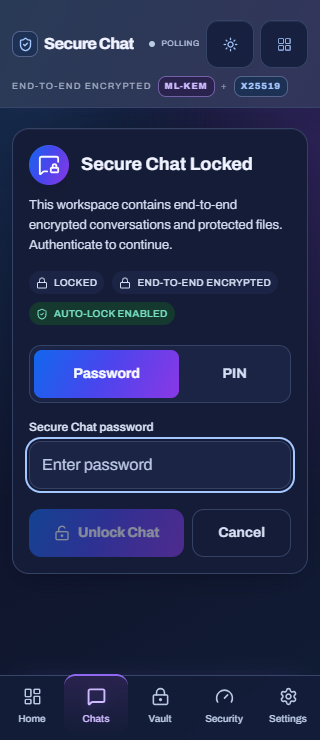 Secure Chat
POLLING
END-TO-END ENCRYPTED ML-KEM + X25519
Secure Chat Locked
This workspace contains end-to-end
encrypted conversations and protected files.
Authenticate to continue.
LOCKED END-TO-END ENCRYPTED
AUTO-LOCK ENABLED
Password PIN
Secure Chat password
Enter password
Unlock Chat Cancel
Home Chats Vault Security Settings